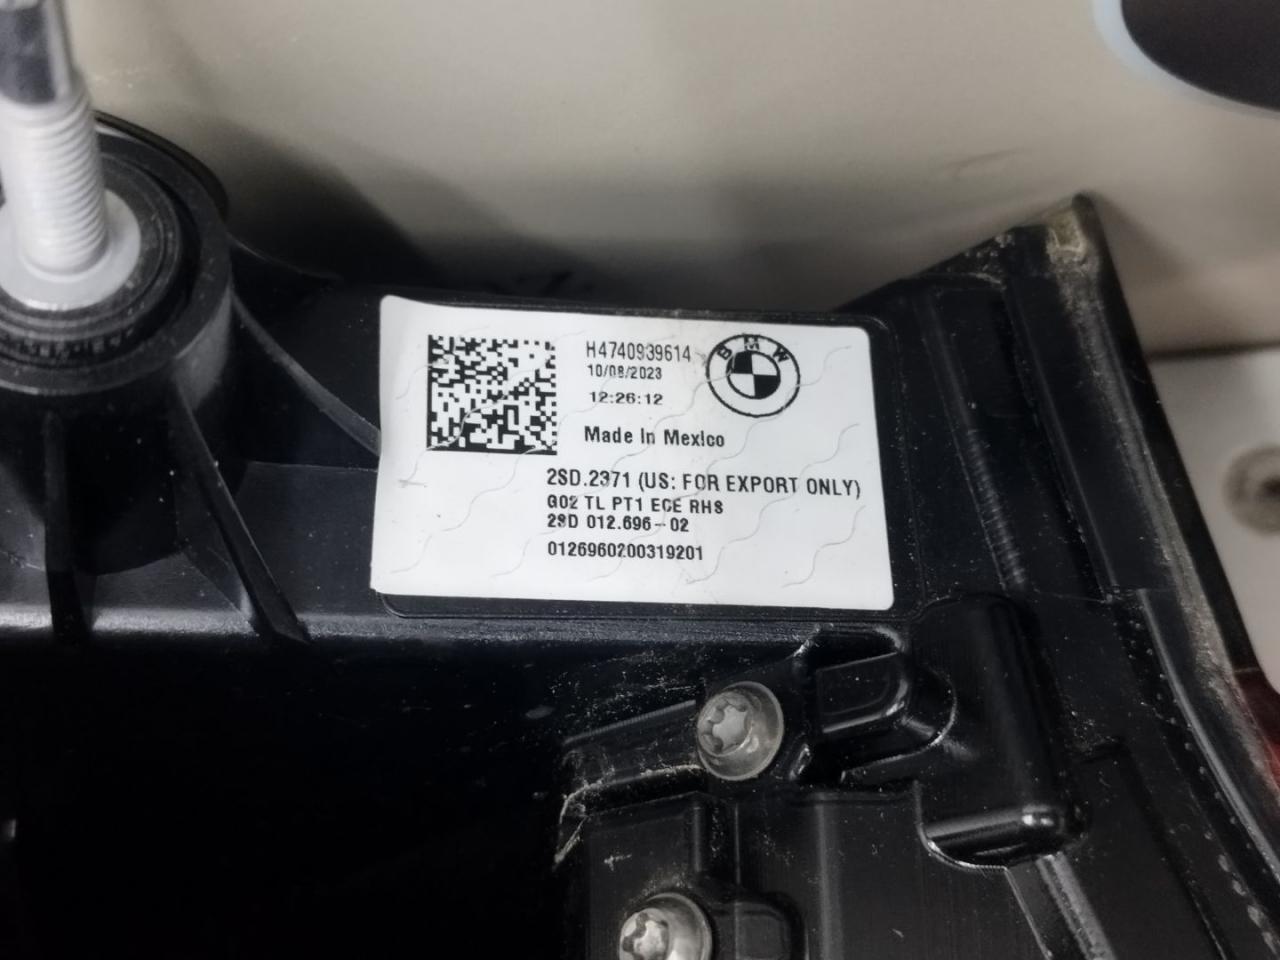 H4740939614
10/08/2023
12:26:12
BMW
Made In Mexico
2SD.2371 (US: FOR EXPORT ONLY)
G02 TL PT1 ECE RHS
2SD 012.696-02
0126960200319201